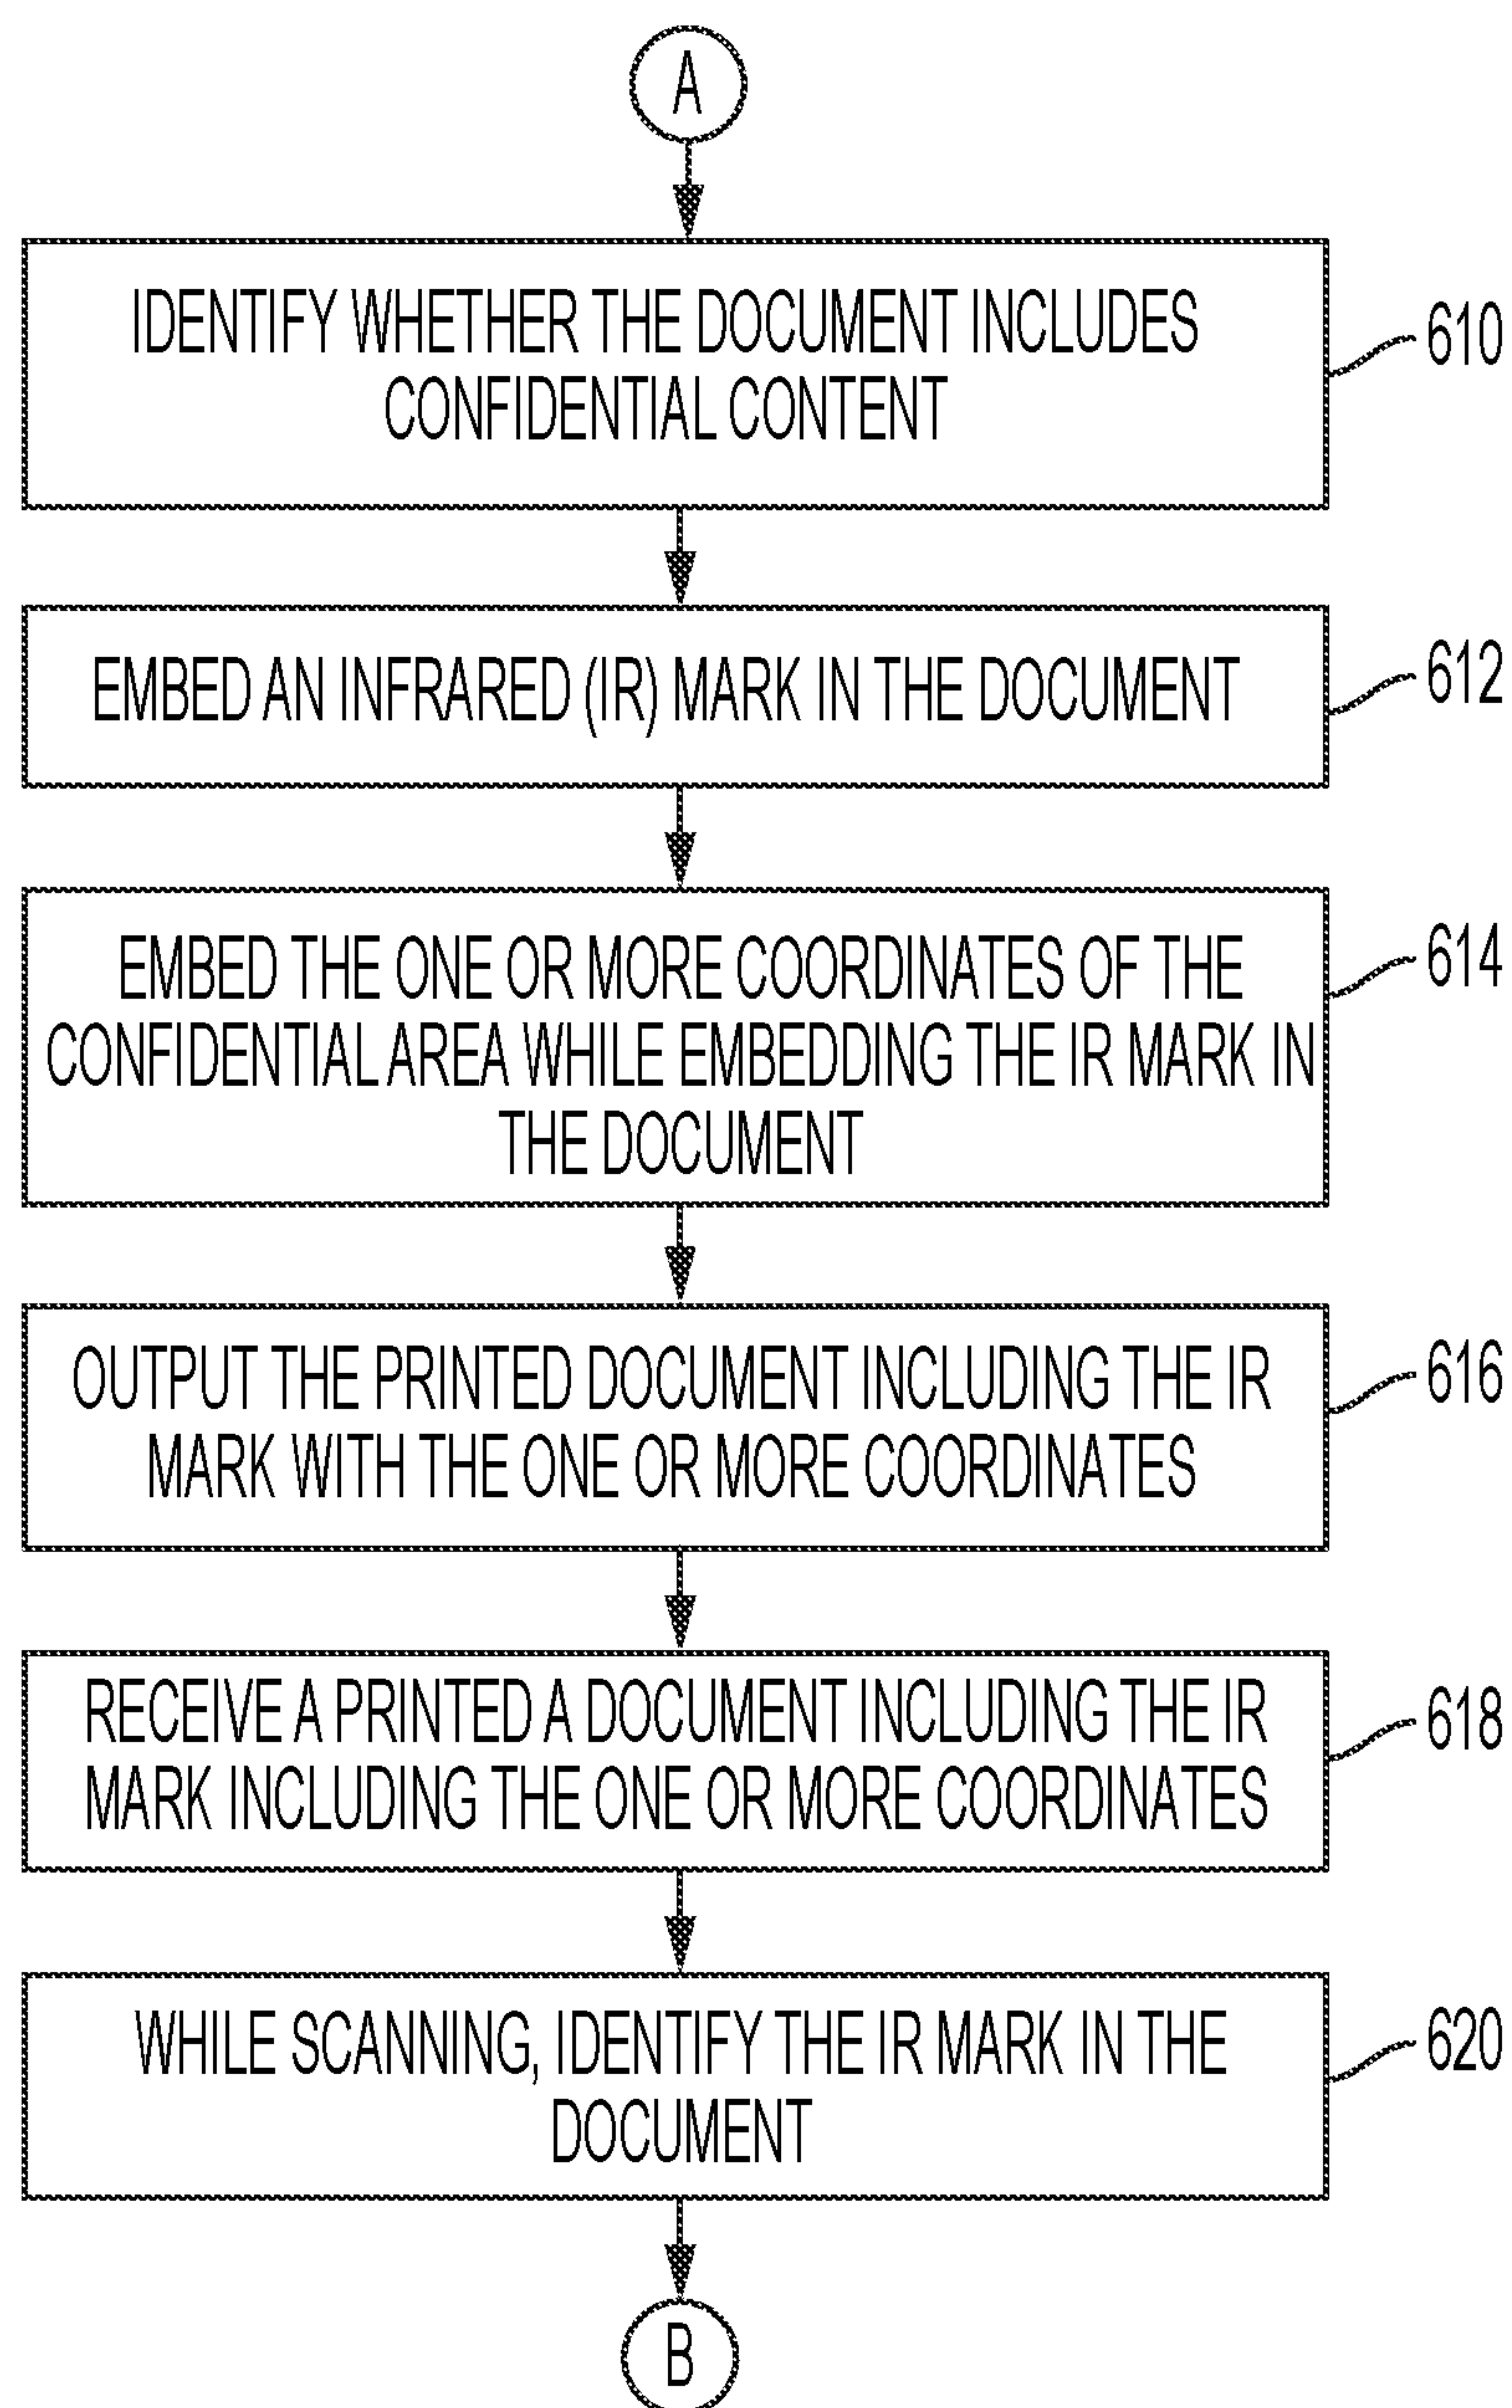 A
IDENTIFY WHETHER THE DOCUMENT INCLUDES
CONFIDENTIAL CONTENT
610
EMBED AN INFRARED (IR) MARK IN THE DOCUMENT
612
EMBED THE ONE OR MORE COORDINATES OF THE
CONFIDENTIAL AREA WHILE EMBEDDING THE IR MARK IN
THE DOCUMENT
614
OUTPUT THE PRINTED DOCUMENT INCLUDING THE IR
MARK WITH THE ONE OR MORE COORDINATES
616
RECEIVE A PRINTED A DOCUMENT INCLUDING THE IR
MARK INCLUDING THE ONE OR MORE COORDINATES
618
WHILE SCANNING, IDENTIFY THE IR MARK IN THE
DOCUMENT
620
B